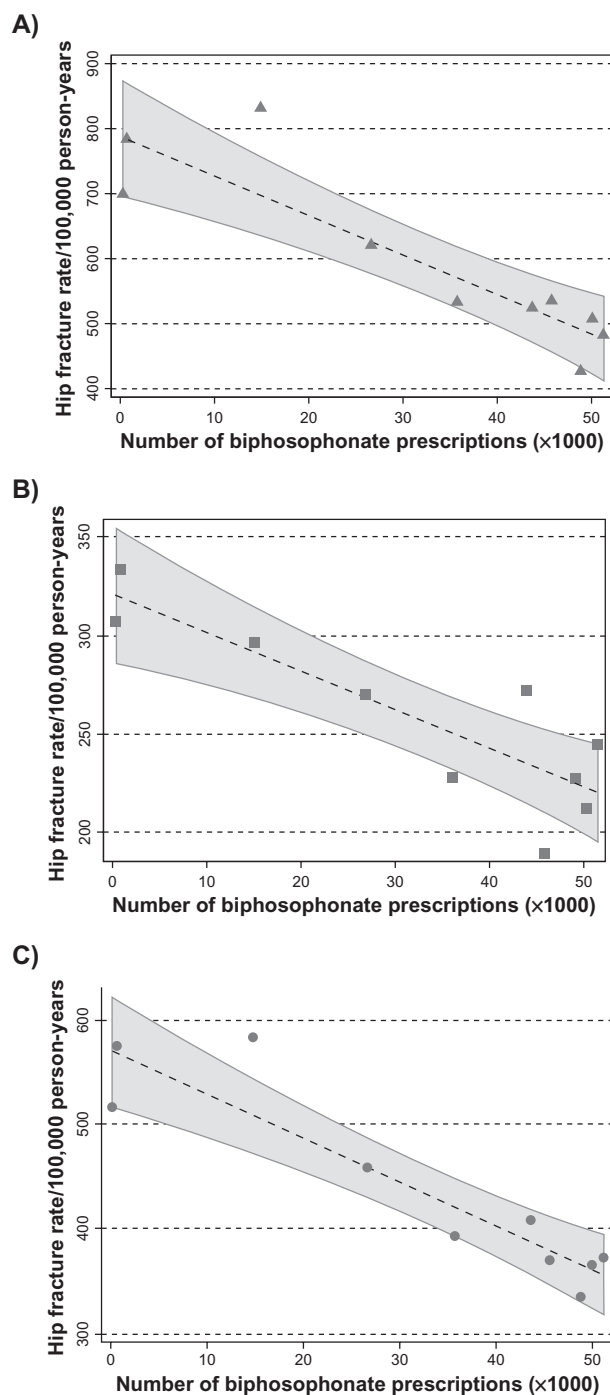 A)
Hip fracture rate/100,000 person-years
900
800
700
600
500
400
0 10 20 30 40 50
Number of biphosophonate prescriptions (×1000)
B)
Hip fracture rate/100,000 person-years
350
300
250
200
0 10 20 30 40 50
Number of biphosophonate prescriptions (×1000)
C)
Hip fracture rate/100,000 person-years
600
500
400
300
0 10 20 30 40 50
Number of biphosophonate prescriptions (×1000)